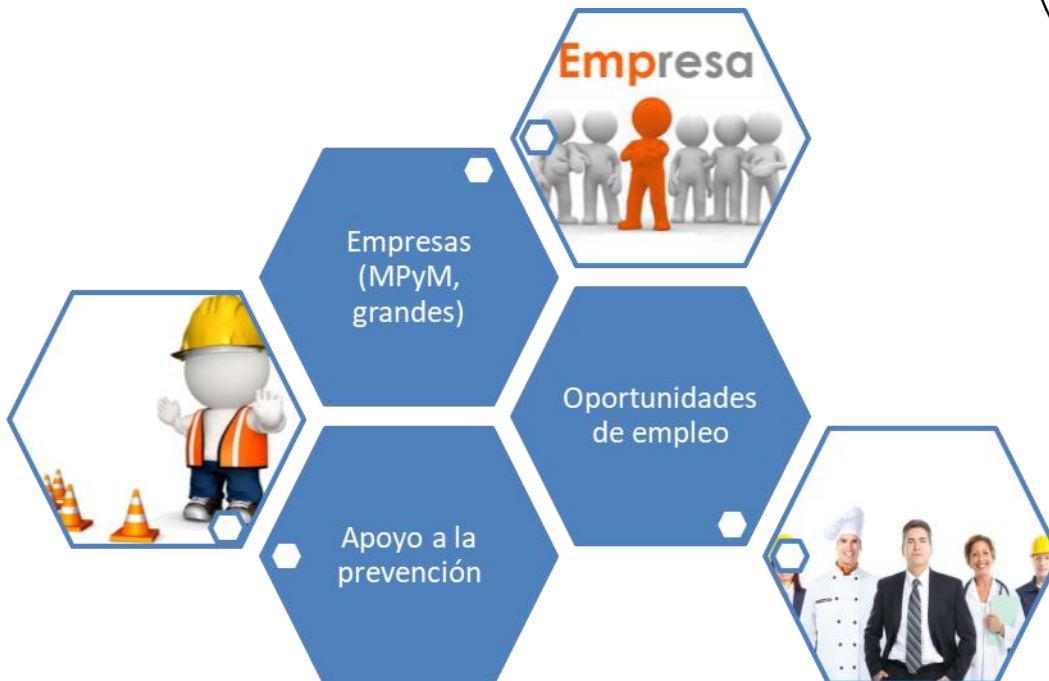 Empresa
Empresas
(MPyM,
grandes)
Oportunidades
de empleo
Apoyo a la
prevención